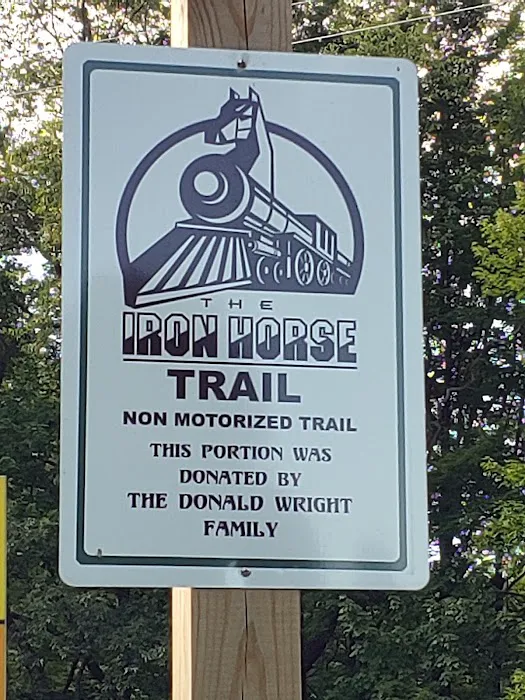 THE
IRON HORSE
TRAIL
NON MOTORIZED TRAIL
THIS PORTION WAS
DONATED BY
THE DONALD WRIGHT
FAMILY